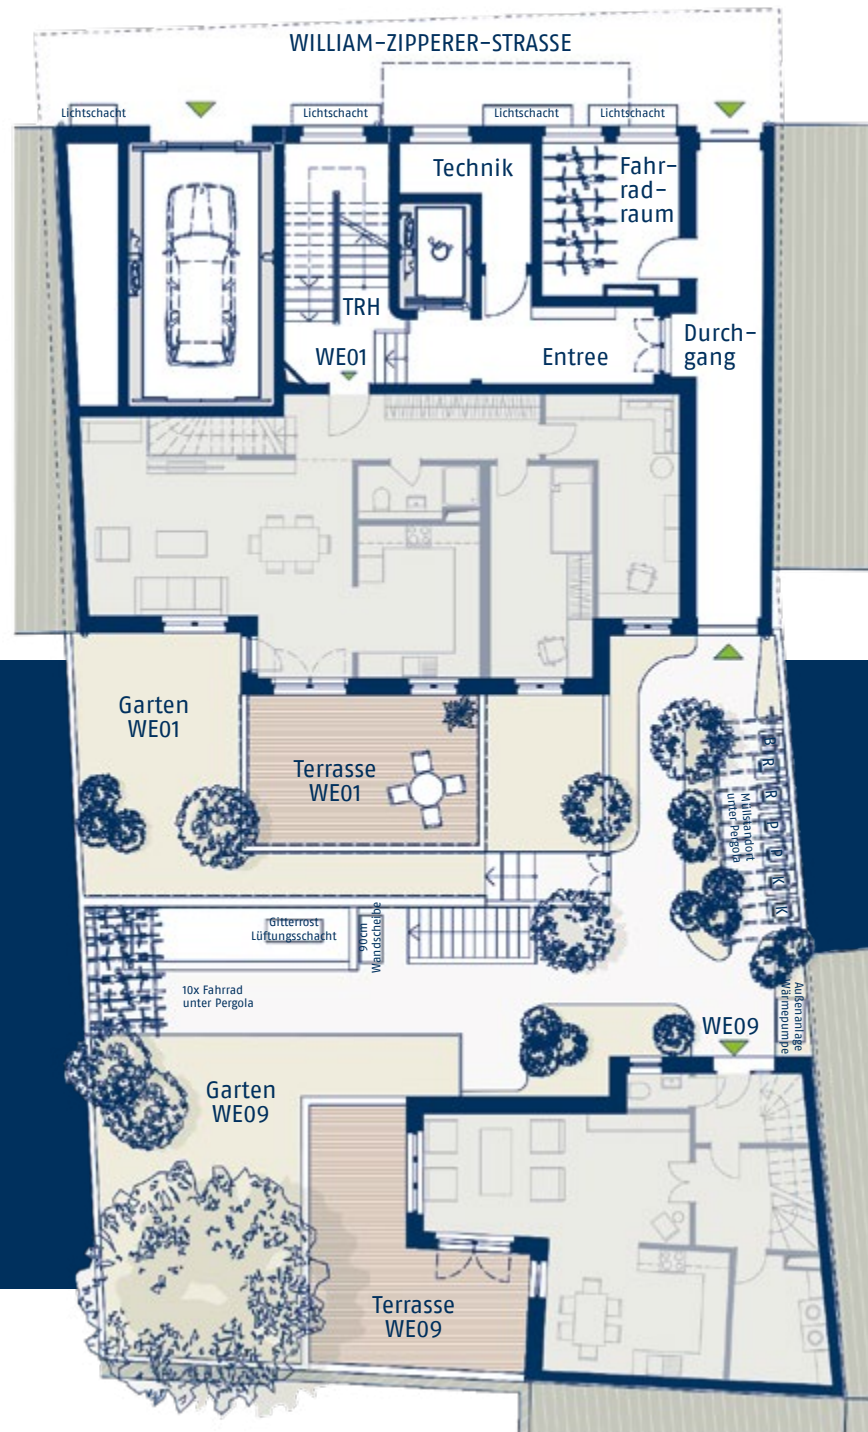 WILLIAM-ZIPPERER-STRASSE
Lichtschacht
Lichtschacht
Lichtschacht
Lichtschacht
Technik
Fahr-
rad-
raum
TRH
WE01
Entree
Durch-
gang
Garten
WE01
Terrasse
WE01
B
R
R
P
P
K
K
Müllstandort
unter Pergola
Gitterrost
Lüftungsschacht
90cm
Wandscheibe
10x Fahrrad
unter Pergola
WE09
Außenanlage
Wärmepumpe
Garten
WE09
Terrasse
WE09